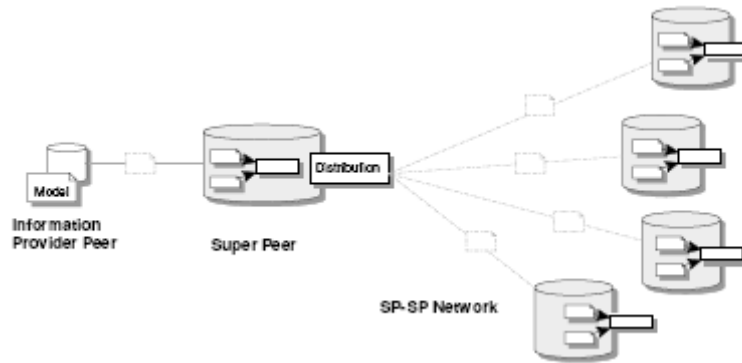 Distribution
Model
Information
Provider Peer
Super Peer
SP-SP Network